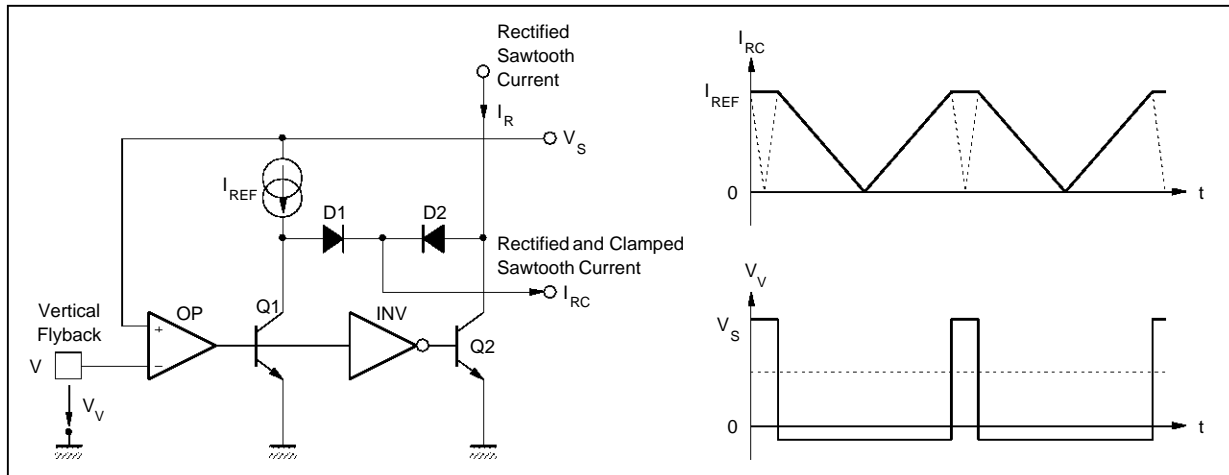 Rectified
Sawtooth
Current
I_R
V_S
I_REF
D1
D2
Rectified and Clamped
Sawtooth Current
I_RC
Vertical
Flyback
OP
Q1
INV
Q2
+
−
V
V_V
I_RC
I_REF
0
t
V_V
V_S
0
t